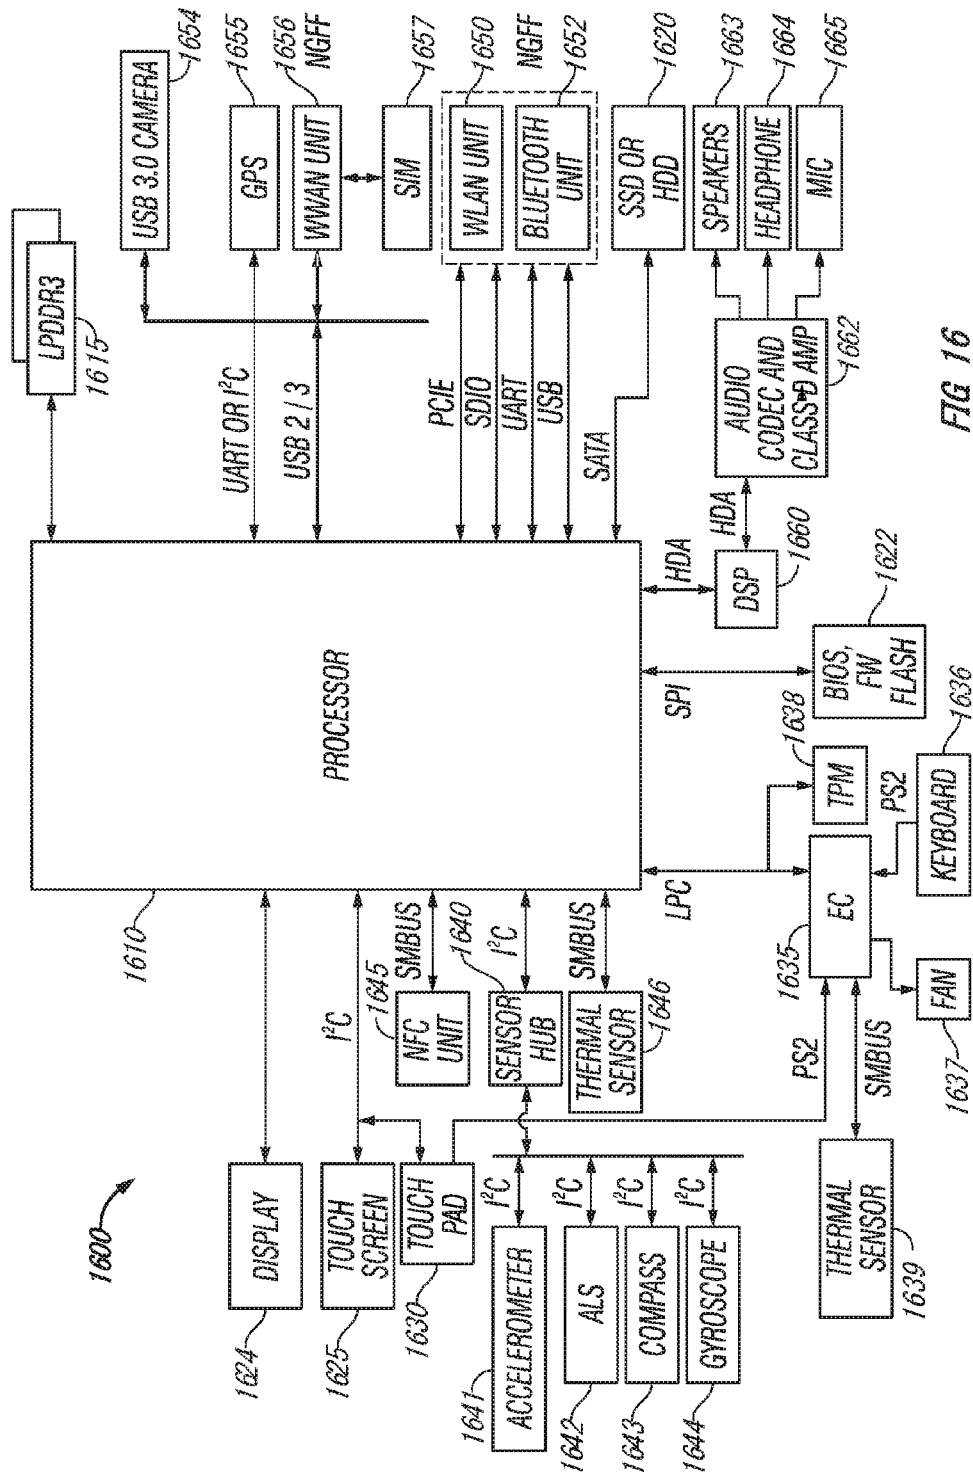 1600
1624
DISPLAY
1625
TOUCH
SCREEN
1630
TOUCH
PAD
I²C
1641
ACCELEROMETER
I²C
1642
ALS
I²C
1643
COMPASS
I²C
1644
GYROSCOPE
I²C
1645
NFC
UNIT
SMBUS
1640
SENSOR
HUB
I²C
THERMAL
SENSOR
1646
SMBUS
THERMAL
SENSOR
1639
PS2
SMBUS
1637
FAN
1635
EC
LPC
1638
TPM
PS2
KEYBOARD
1636
1610
PROCESSOR
SPI
BIOS,
FW
FLASH
1622
HDA
DSP
1660
HDA
AUDIO
CODEC AND
CLASS D AMP
1662
LPDDR3
1615
UART OR I²C
USB 2 / 3
PCIE
SDIO
UART
USB
SATA
USB 3.0 CAMERA
1654
GPS
1655
WWAN UNIT
1656
NGFF
SIM
1657
WLAN UNIT
1650
BLUETOOTH
UNIT
NGFF
1652
SSD OR
HDD
1620
SPEAKERS
1663
HEADPHONE
1664
MIC
1665
FIG 16